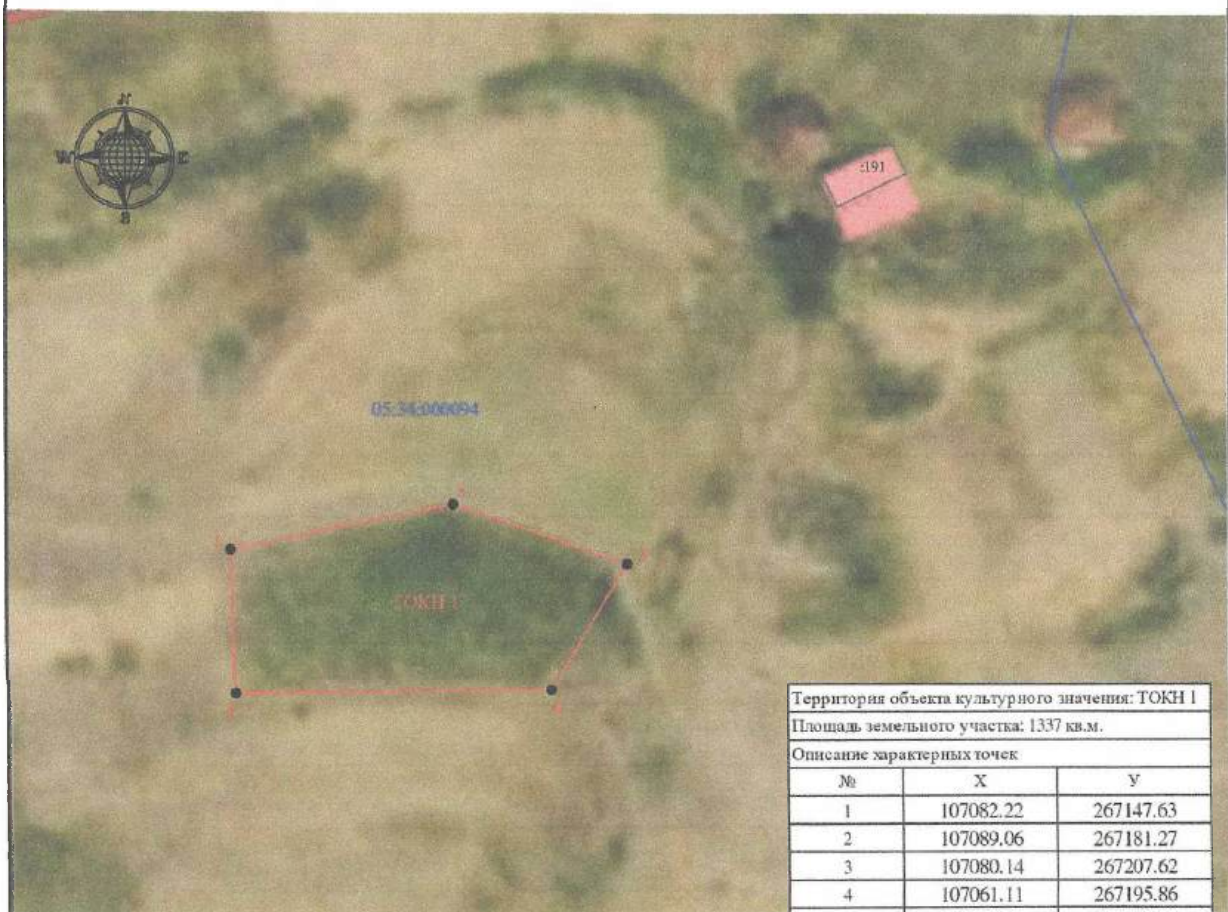 N
W E
S
:191
05:34:000094
ТОКН 1
Территория объекта культурного значения: ТОКН 1
Площадь земельного участка: 1337 кв.м.
Описание характерных точек
№ X У
1 107082.22 267147.63
2 107089.06 267181.27
3 107080.14 267207.62
4 107061.11 267195.86